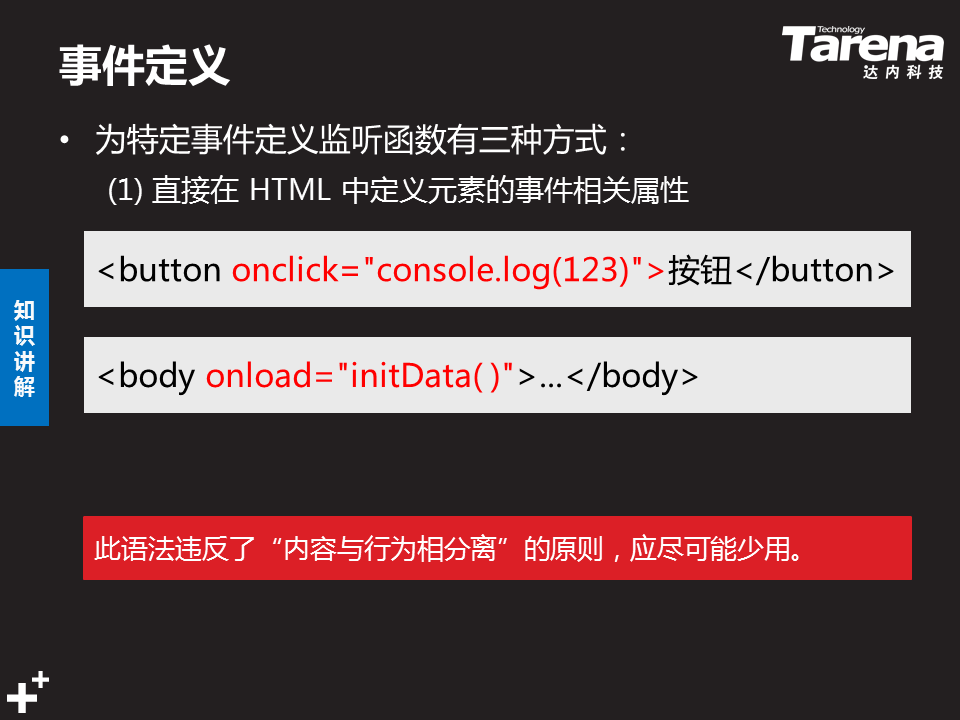 事件定义
Technology
Tarena
达内科技
• 为特定事件定义监听函数有三种方式：
(1) 直接在 HTML 中定义元素的事件相关属性
<button onclick="console.log(123)">按钮</button>
知识讲解
<body onload="initData( )">...</body>
此语法违反了“内容与行为相分离”的原则，应尽可能少用。